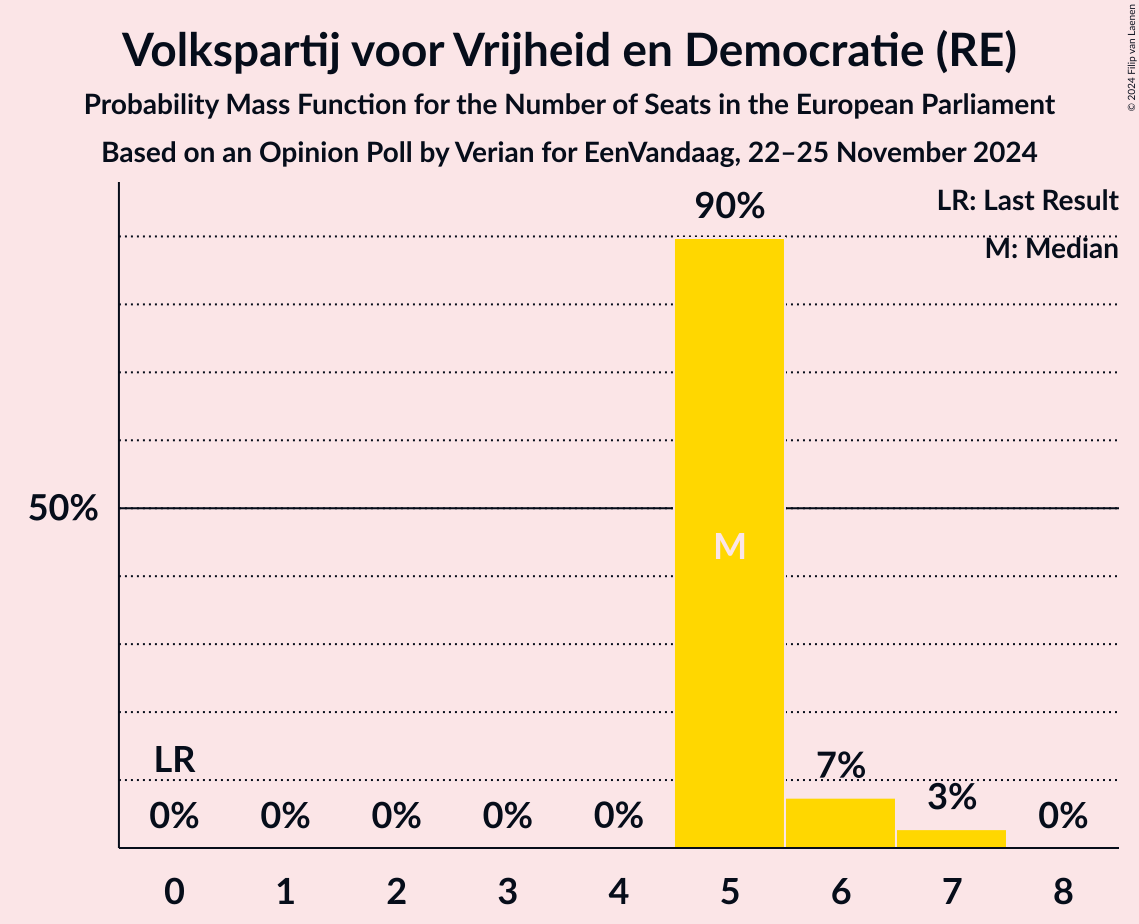 Volkspartij voor Vrijheid en Democratie (RE)
Probability Mass Function for the Number of Seats in the European Parliament
Based on an Opinion Poll by Verian for EenVandaag, 22–25 November 2024
© 2024 Filip van Laenen
LR: Last Result
M: Median
90%
50%
M
LR
0%
0%
0%
0%
0%
7%
3%
0%
0 1 2 3 4 5 6 7 8